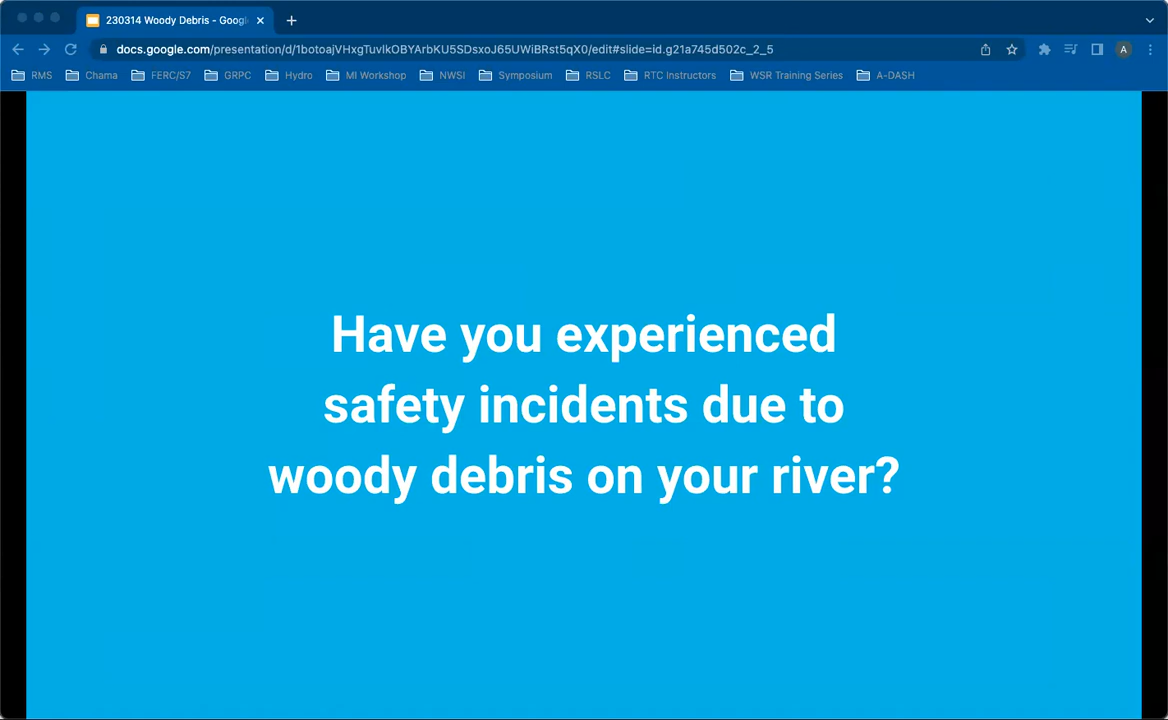 230314 Woody Debris - Googl
docs.google.com/presentation/d/1botoajVHxgTuvlkOBYArbKU5SDsxoJ65UWiBRst5qX0/edit#slide=id.g21a745d502c_2_5
A
RMS Chama FERC/S7 GRPC Hydro MI Workshop NWSI Symposium RSLC RTC Instructors WSR Training Series A-DASH
Have you experienced
safety incidents due to
woody debris on your river?